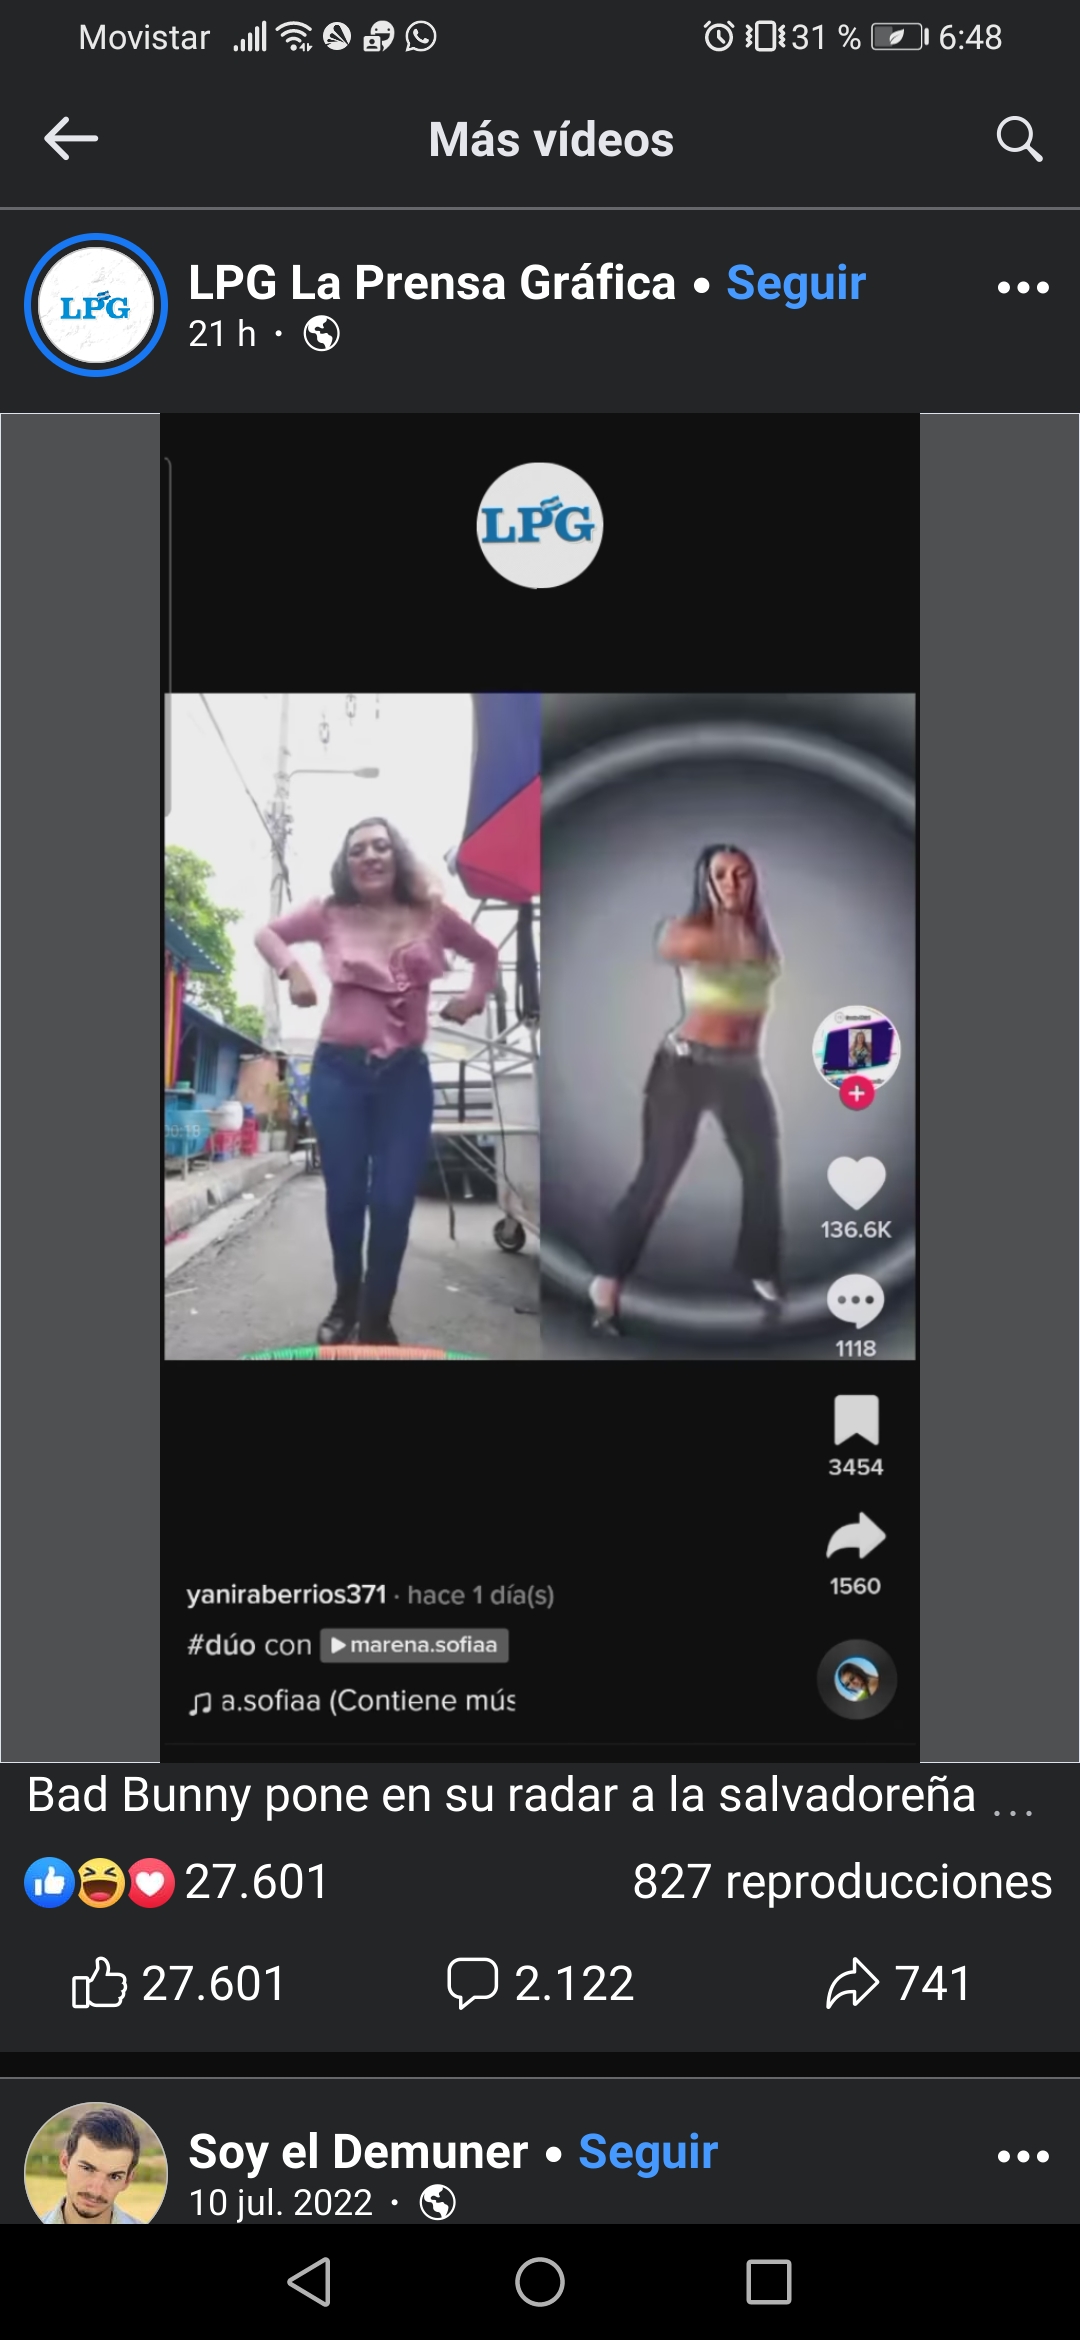 Movistar 31 % 6:48
Más vídeos
LPG
LPG La Prensa Gráfica • Seguir
21 h ·
LPG
00:18
136.6K
1118
3454
1560
yaniraberrios371 · hace 1 día(s)
#dúo con marena.sofiaa
a.sofiaa (Contiene mús
Bad Bunny pone en su radar a la salvadoreña ...
27.601 827 reproducciones
27.601 2.122 741
Soy el Demuner • Seguir
10 jul. 2022 ·